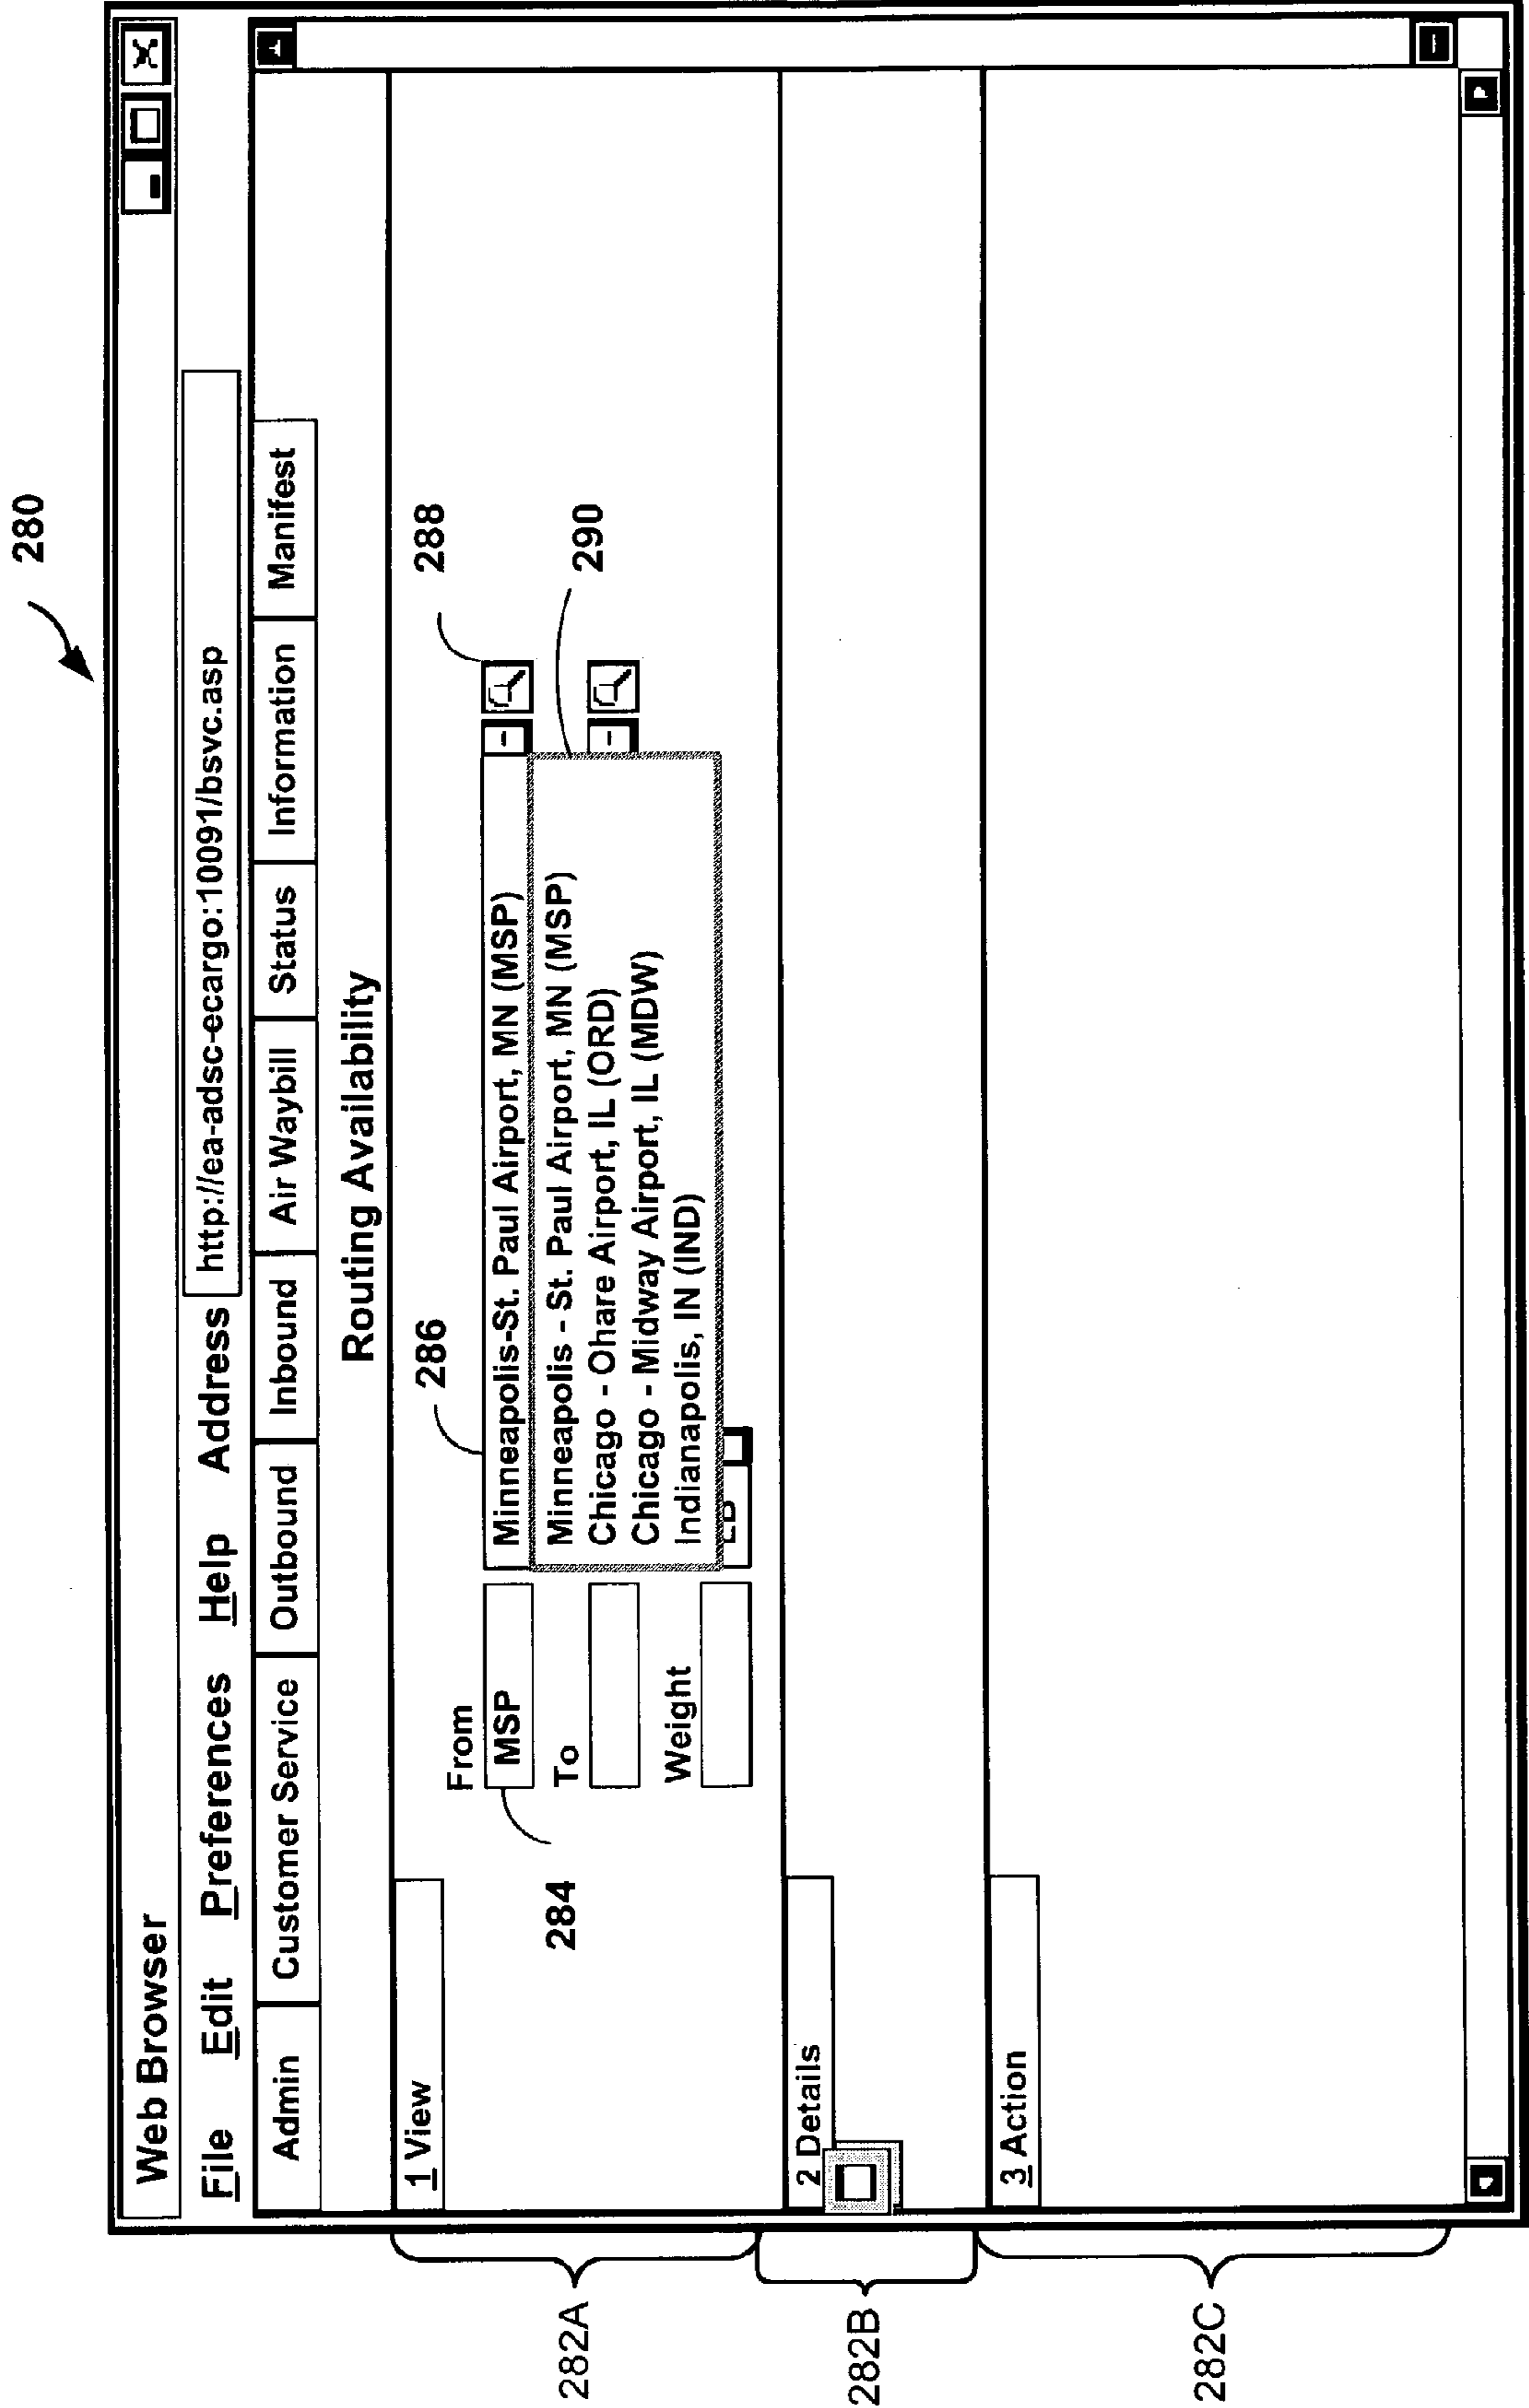 280
Web Browser
File Edit Preferences Help Address http://ea-adsc-ecargo:10091/bsvc.asp
Admin Customer Service Outbound Inbound Air Waybill Status Information Manifest
Routing Availability
1 View
286
288
From
MSP Minneapolis-St. Paul Airport, MN (MSP)
284
290
To
Minneapolis - St. Paul Airport, MN (MSP)
Chicago - Ohare Airport, IL (ORD)
Chicago - Midway Airport, IL (MDW)
Indianapolis, IN (IND)
Weight
LB
2 Details
3 Action
282A
282B
282C